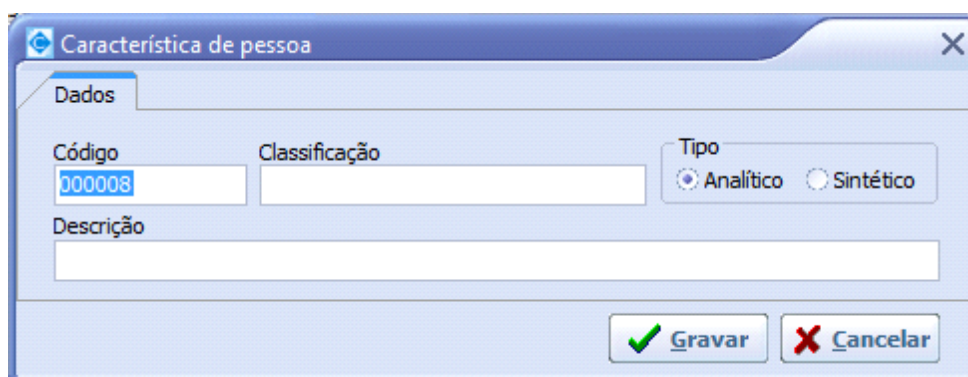 Característica de pessoa
Dados
Código
Classificação
Tipo
000008
Analítico
Sintético
Descrição
Gravar
Cancelar